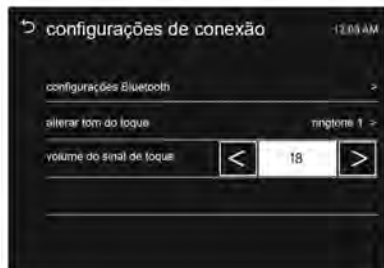 configurações de conexão 12:03 AM
configurações Bluetooth >
alterar tom do toque ringtone 1 >
volume do sinal de toque < 18 >